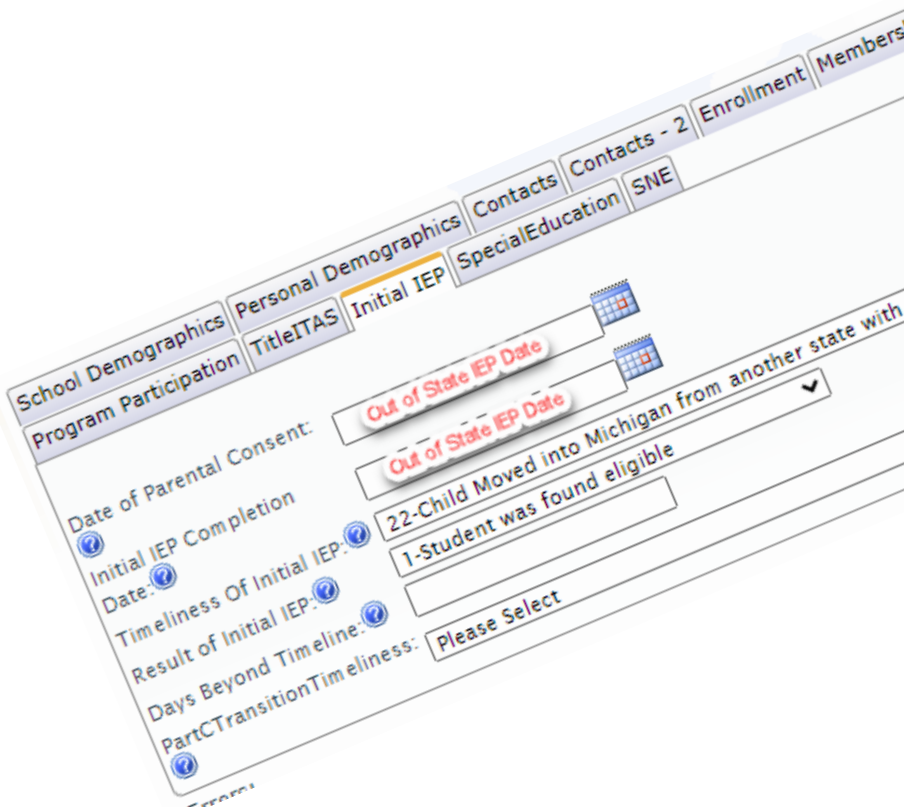 School Demographics Personal Demographics Contacts Contacts - 2 Enrollment
Program Participation TitleITAS Initial IEP SpecialEducation SNE
Date of Parental Consent: Out of State IEP Date
Initial IEP Completion
Date: Out of State IEP Date
Timeliness Of Initial IEP: 22-Child Moved into Michigan from another state with
Result of Initial IEP: 1-Student was found eligible
Days Beyond Timeline:
PartCTransitionTimeliness: Please Select